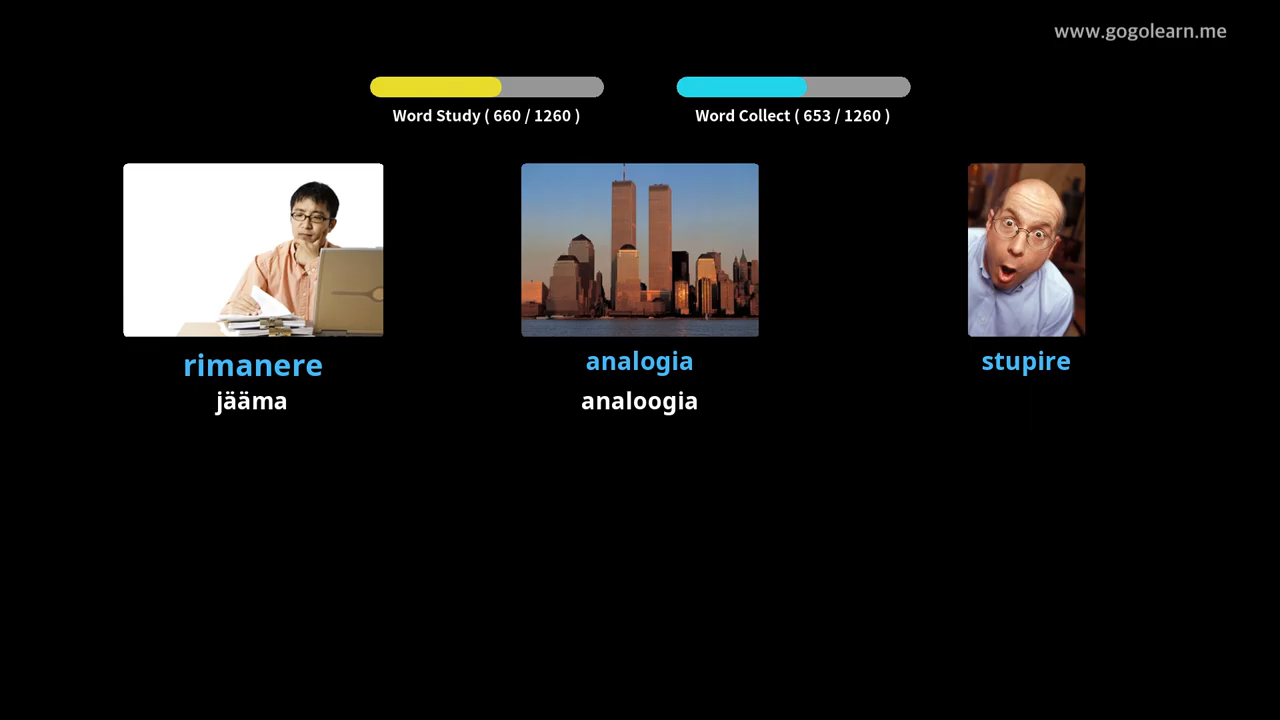 www.gogolearn.me
Word Study ( 660 / 1260 )
Word Collect ( 653 / 1260 )
rimanere
jääma
analogia
analoogia
stupire